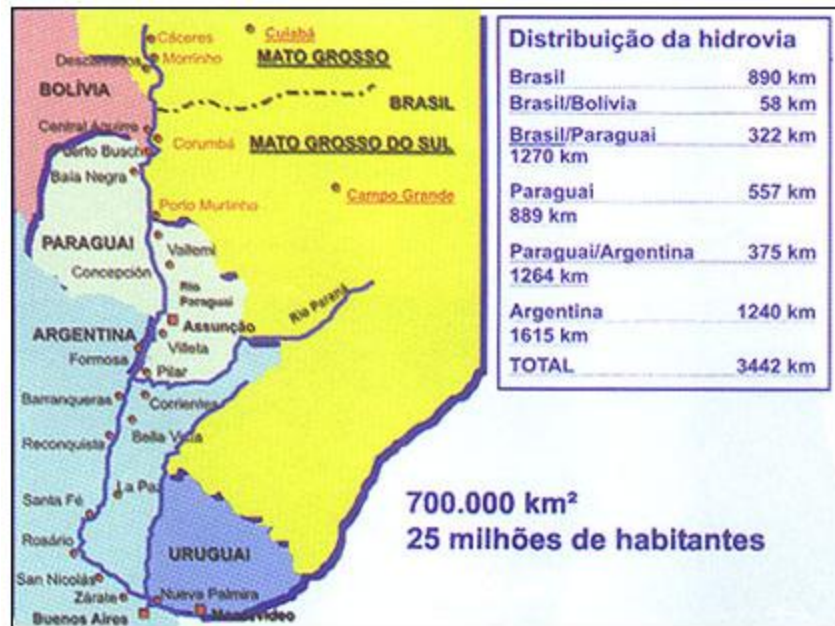 Cáceres
Cuiabá
Morrinho
Descalvados
MATO GROSSO
BOLÍVIA
BRASIL
Central Aguirre
Corumbá
MATO GROSSO DO SUL
Busch
Baía Negra
Campo Grande
Porto Murtinho
PARAGUAI
Vallemi
Concepción
Rio
Paraguai
Rio Paraná
ARGENTINA
Assunção
Formosa
Villeta
Pilar
Barranqueras
Corrientes
Reconquista
Bella Vista
La Paz
Santa Fé
Rosário
URUGUAI
San Nicolás
Zárate
Nueva Palmira
Buenos Aires
Montevideo
Distribuição da hidrovia
Brasil 890 km
Brasil/Bolívia 58 km
Brasil/Paraguai 322 km
1270 km
Paraguai 557 km
889 km
Paraguai/Argentina 375 km
1264 km
Argentina 1240 km
1615 km
TOTAL 3442 km
700.000 km²
25 milhões de habitantes